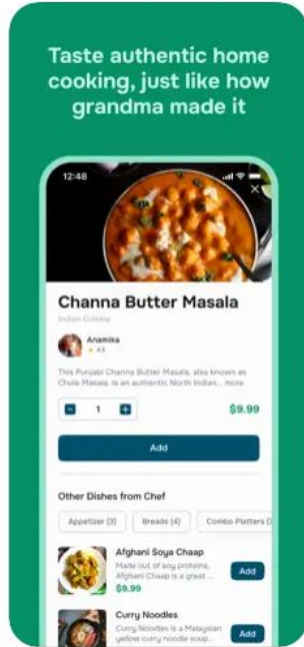 Taste authentic home
cooking, just like how
grandma made it
12:48
Channa Butter Masala
Indian Cuisine
Anamika
4.8
This Punjabi Channa Butter Masala, also known as
Chole Masala, is an authentic North Indian... more
1
$9.99
Add
Other Dishes from Chef
Appetizer (3)
Breads (4)
Combo Platters
Afghani Soya Chaap
Made out of soy proteins,
Afghani Chaap is a great ...
$9.99
Add
Curry Noodles
Curry Noodles is a Malaysian
yellow curry noodle soup...
Add